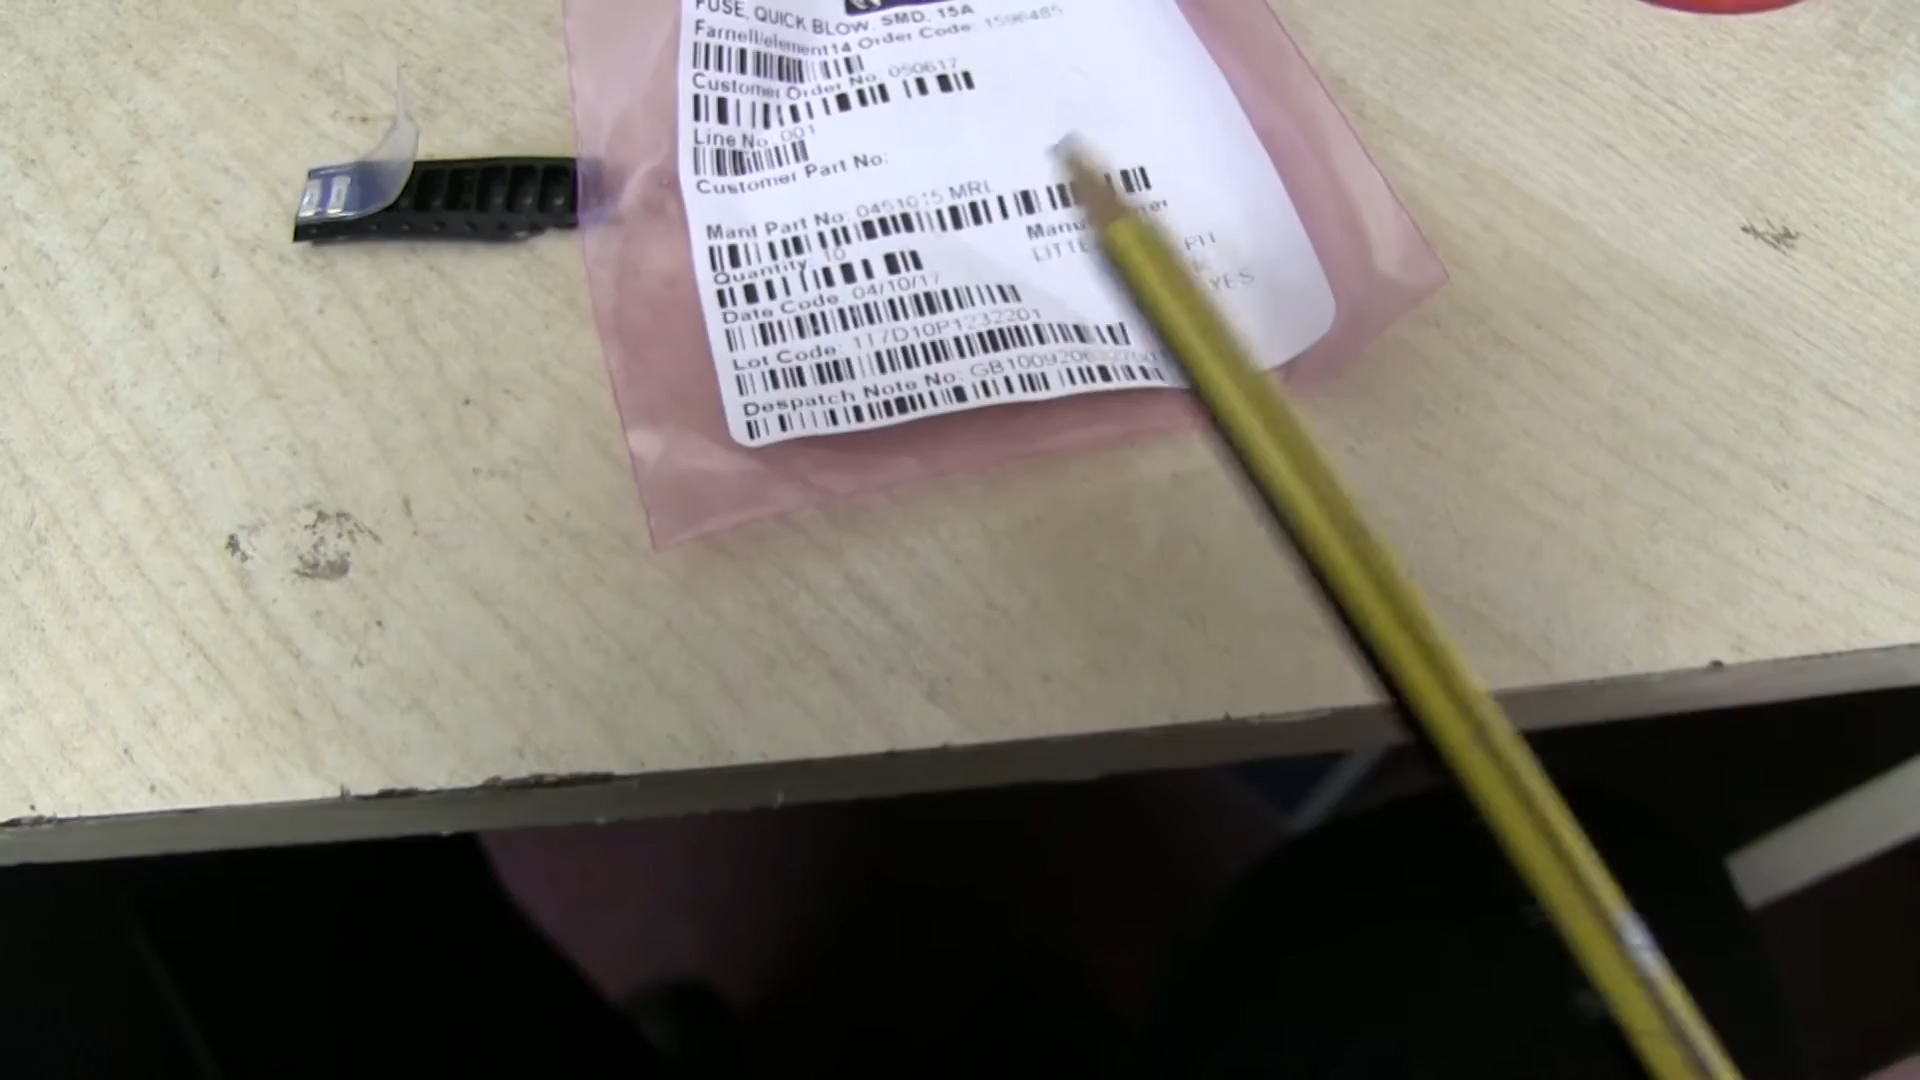 FUSE, QUICK BLOW, SMD, 15A
Farnell/element14 Order Code: 1596485
Customer Order No: 050617
Line No: 001
Customer Part No:
Manf Part No: 0451015.MRL
Quantity: 10
Date Code: 04/10/17
Lot Code: 117D10P1232201
Despatch Note No:
YES